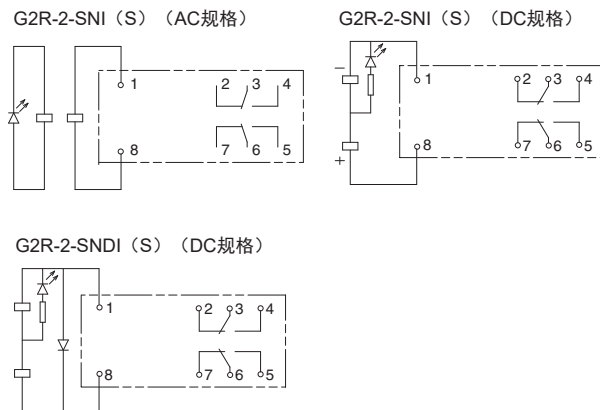 G2R-2-SNI（S）（AC规格）
1
2 3 4
8
7 6 5
G2R-2-SNI（S）（DC规格）
−
1
2 3 4
+
8
7 6 5
G2R-2-SNDI（S）（DC规格）
1
2 3 4
8
7 6 5